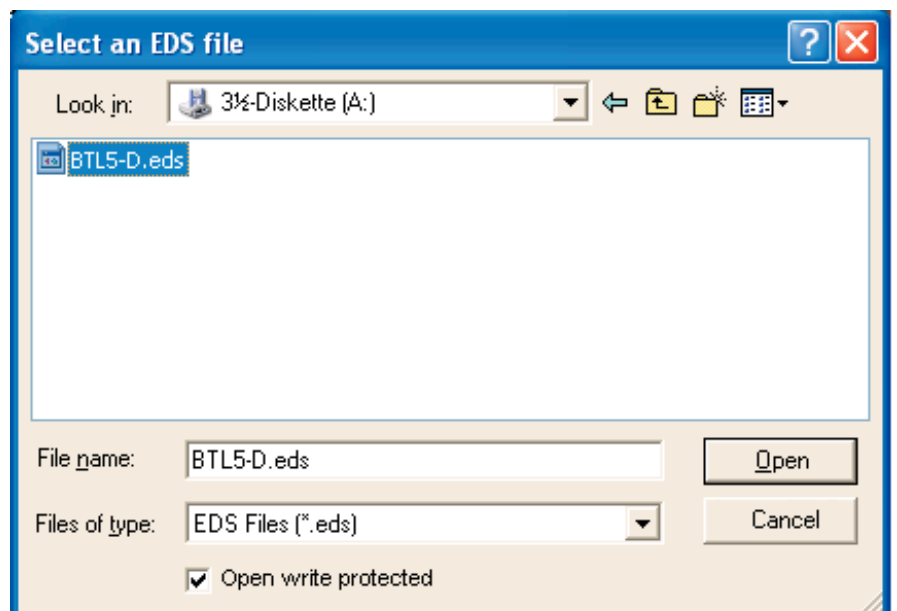 Select an EDS file
Look in: 3½-Diskette (A:)
BTL5-D.eds
File name: BTL5-D.eds Open
Files of type: EDS Files (*.eds) Cancel
Open write protected